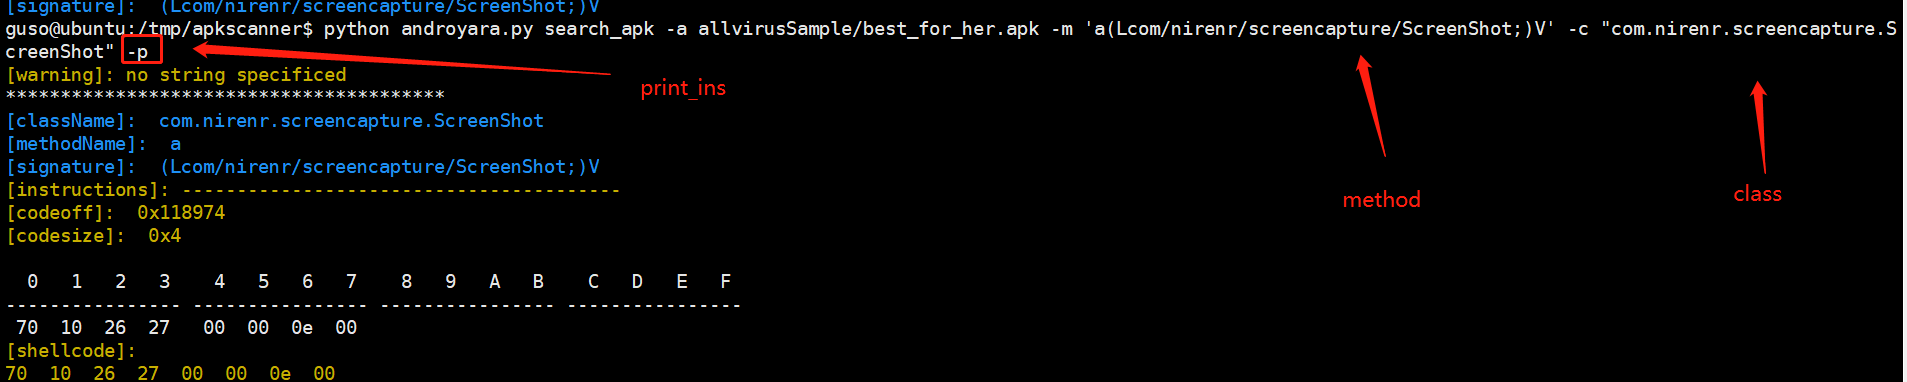 [signature]:  (Lcom/nirenr/screencapture/ScreenShot;)V
guso@ubuntu:/tmp/apkscanner$ python androyara.py search_apk -a allvirusSample/best_for_her.apk -m 'a(Lcom/nirenr/screencapture/ScreenShot;)V' -c "com.nirenr.screencapture.S
creenShot" -p
[warning]: no string specificed
****************************************
print_ins
[className]:  com.nirenr.screencapture.ScreenShot
[methodName]:  a
[signature]:  (Lcom/nirenr/screencapture/ScreenShot;)V
[instructions]: ----------------------------------------
method
class
[codeoff]:  0x118974
[codesize]:  0x4
0   1   2   3    4   5   6   7    8   9   A   B    C   D   E   F
---------------- ---------------- ---------------- ----------------
70  10  26  27   00  00  0e  00
[shellcode]:
70  10  26  27  00  00  0e  00